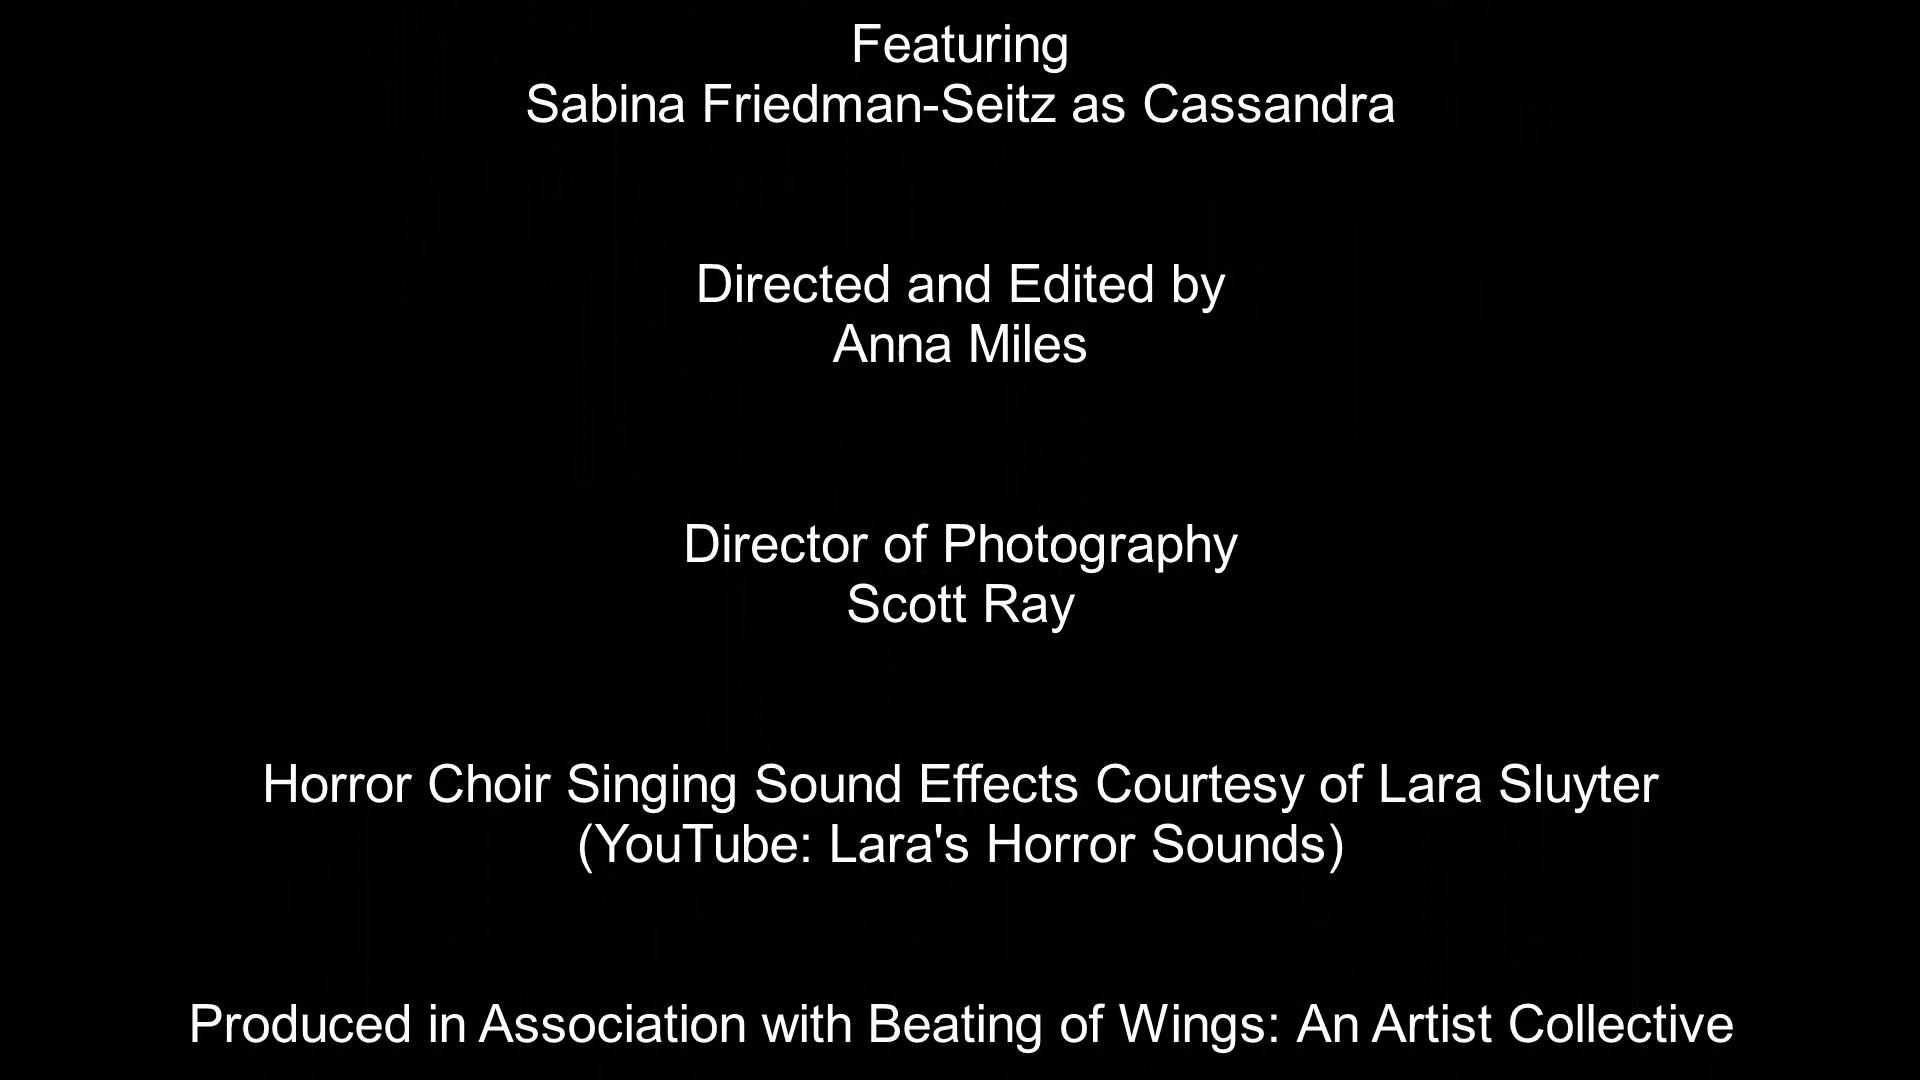 Featuring
Sabina Friedman-Seitz as Cassandra
Directed and Edited by
Anna Miles
Director of Photography
Scott Ray
Horror Choir Singing Sound Effects Courtesy of Lara Sluyter
(YouTube: Lara's Horror Sounds)
Produced in Association with Beating of Wings: An Artist Collective